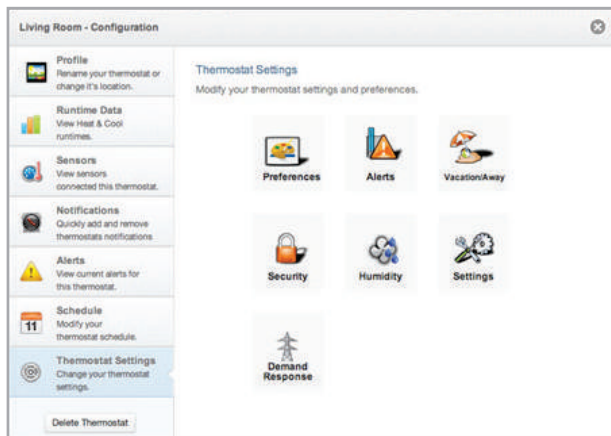 Living Room - Configuration
Profile
Rename your thermostat or
change it's location.
Runtime Data
View Heat & Cool
runtimes.
Sensors
View sensors
connected this thermostat.
Notifications
Quickly add and remove
thermostats notifications
Alerts
View current alerts for
this thermostat.
11
Schedule
Modify your
thermostat schedule.
Thermostat Settings
Change your thermostat
settings.
Delete Thermostat
Thermostat Settings
Modify your thermostat settings and preferences.
Preferences
Alerts
Vacation/Away
Security
Humidity
Settings
Demand
Response